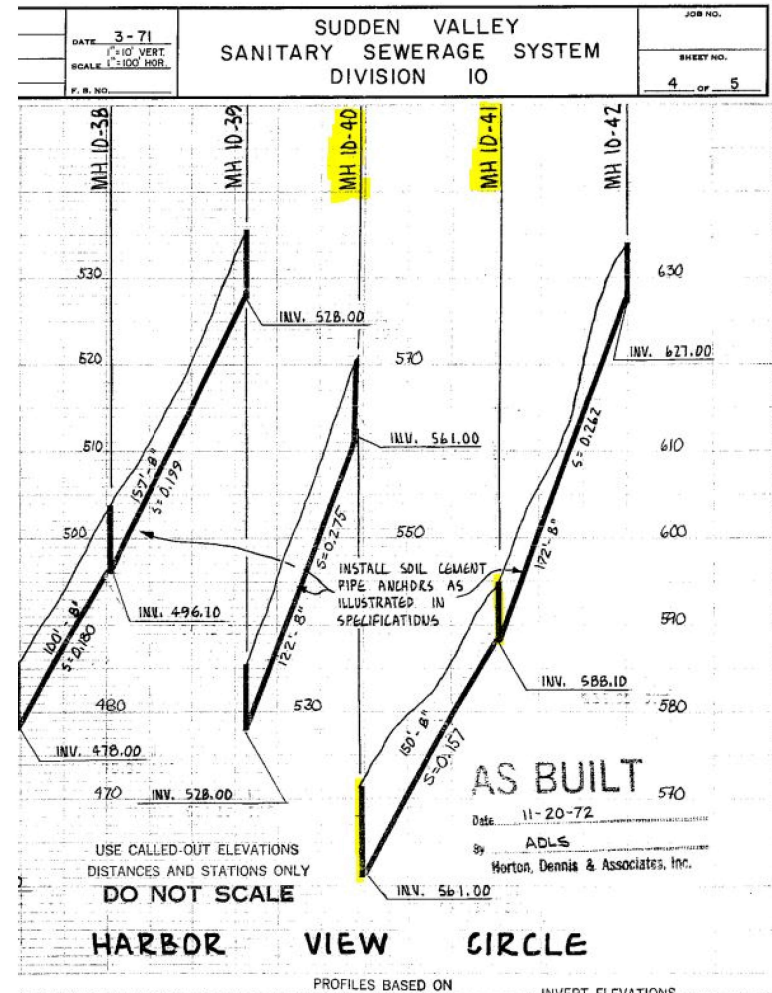 DATE 3-71
SCALE 1"=10' VERT.
1"=100' HOR.
F. B. NO.
SUDDEN VALLEY
SANITARY SEWERAGE SYSTEM
DIVISION 10
JOB NO.
SHEET NO.
4 OF 5
MH 10-38
MH 10-39
MH 10-40
MH 10-41
MH 10-42
530
630
INV. 528.00
520
570
INV. 627.00
510
INV. 561.00
610
157'-8"
S=0.199
S=0.262
500
550
600
S=0.275
172'-8"
INSTALL SOIL CEMENT
PIPE ANCHORS AS
ILLUSTRATED IN
SPECIFICATIONS
INV. 496.10
590
100'-8"
S=0.180
122'-8"
INV. 588.10
480
530
580
150'-8"
S=0.157
INV. 478.00
AS BUILT
470
INV. 528.00
570
Date 11-20-72
By ADLS
Horton, Dennis & Associates, Inc.
USE CALLED-OUT ELEVATIONS
DISTANCES AND STATIONS ONLY
DO NOT SCALE
INV. 561.00
HARBOR VIEW CIRCLE
PROFILES BASED ON
INVERT ELEVATIONS